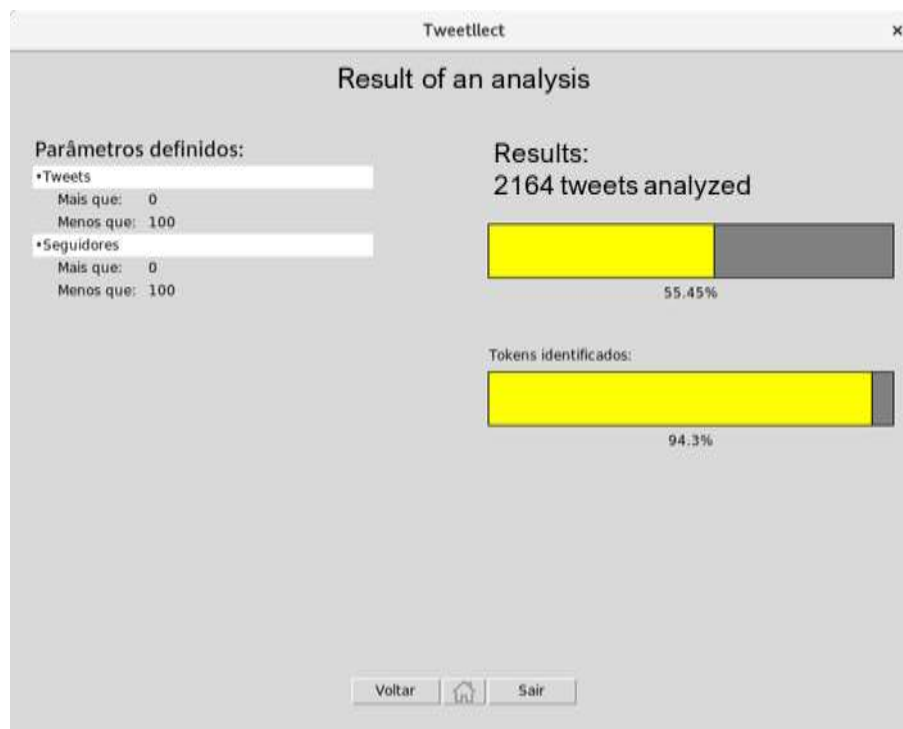 Tweetllect
×
Result of an analysis
Parâmetros definidos:
•Tweets
Mais que: 0
Menos que: 100
•Seguidores
Mais que: 0
Menos que: 100
Results:
2164 tweets analyzed
55.45%
Tokens identificados:
94.3%
Voltar
Sair